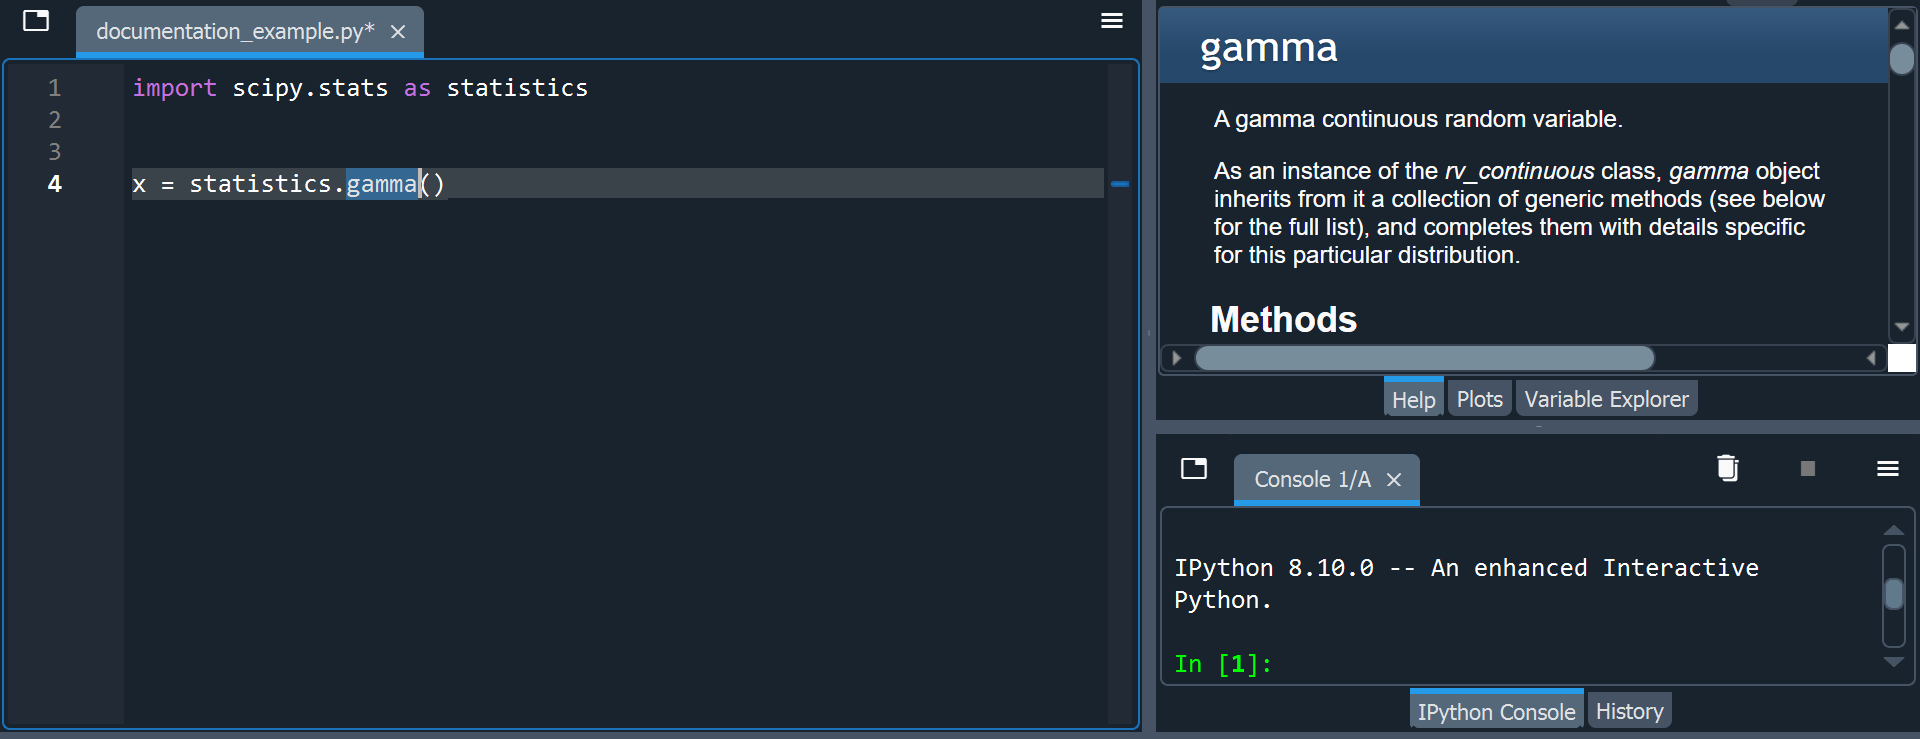 documentation_example.py* ×
1 import scipy.stats as statistics
2
3
4 x = statistics.gamma()
gamma
A gamma continuous random variable.
As an instance of the rv_continuous class, gamma object
inherits from it a collection of generic methods (see below
for the full list), and completes them with details specific
for this particular distribution.
Methods
Help Plots Variable Explorer
Console 1/A ×
IPython 8.10.0 -- An enhanced Interactive
Python.
In [1]:
IPython Console History